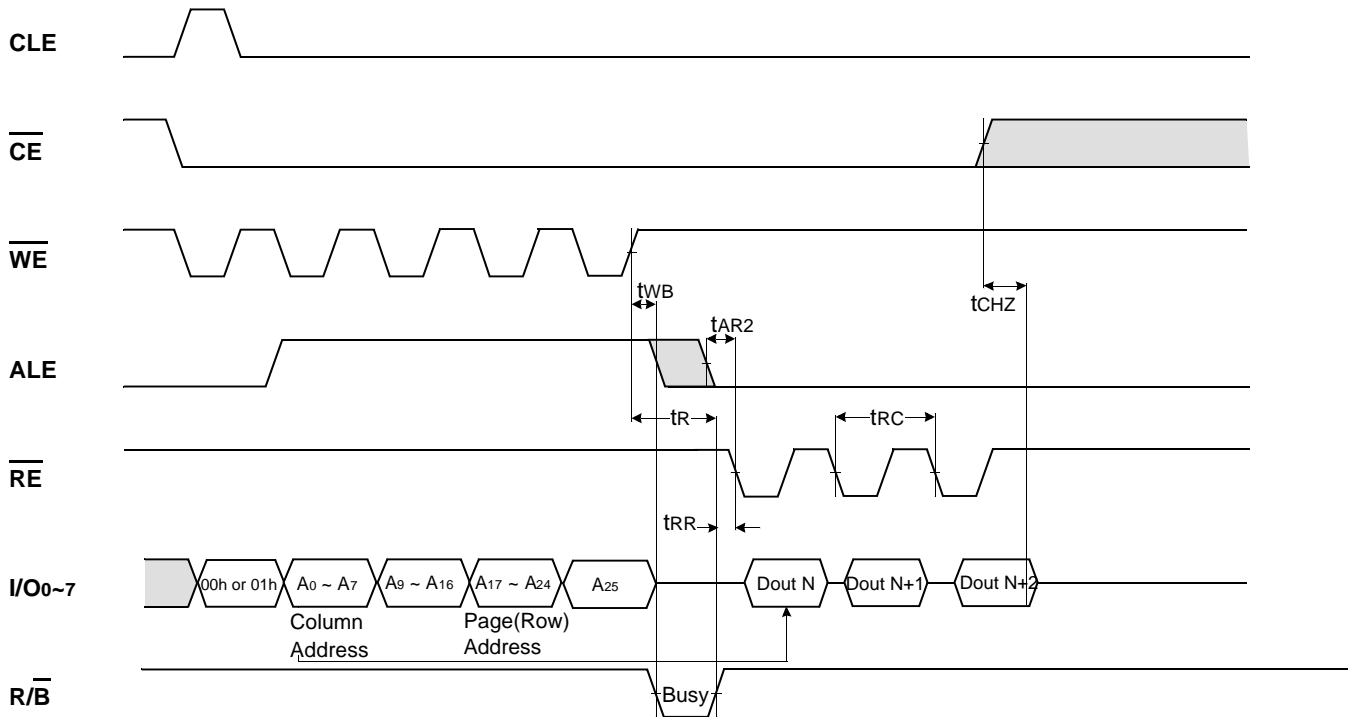 CLE
CE
WE
tWB
tCHZ
tAR2
ALE
tR
tRC
RE
tRR
I/O0~7
00h or 01h
A0 ~ A7
A9 ~ A16
A17 ~ A24
A25
Dout N
Dout N+1
Dout N+2
Column
Address
Page(Row)
Address
R/B
Busy